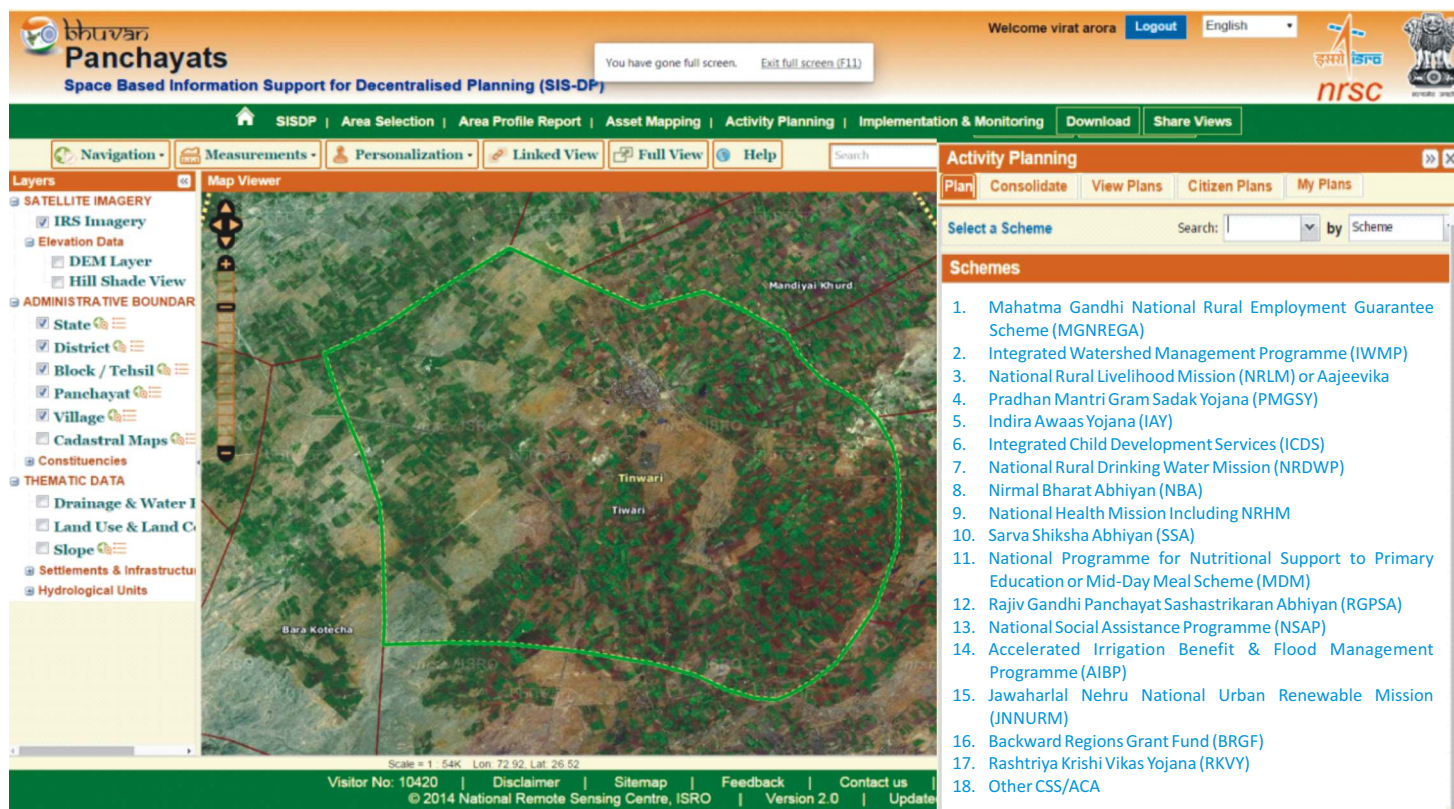 bhuvan
Panchayats
Space Based Information Support for Decentralised Planning (SIS-DP)
You have gone full screen. Exit full screen (F11)
Welcome virat arora Logout English
इसरो isro
nrsc
SISDP | Area Selection | Area Profile Report | Asset Mapping | Activity Planning | Implementation & Monitoring Download Share Views
Navigation Measurements Personalization Linked View Full View Help Search
Layers
SATELLITE IMAGERY
IRS Imagery
Elevation Data
DEM Layer
Hill Shade View
ADMINISTRATIVE BOUNDAR
State
District
Block / Tehsil
Panchayat
Village
Cadastral Maps
Constituencies
THEMATIC DATA
Drainage & Water
Land Use & Land C
Slope
Settlements & Infrastructu
Hydrological Units
Map Viewer
Mandiyai Khurd
Tinwari
Tiwari
Bara Kotecha
Scale = 1 : 54K Lon: 72.92, Lat: 26.52
Activity Planning
Plan Consolidate View Plans Citizen Plans My Plans
Select a Scheme Search: by Scheme
Schemes
1. Mahatma Gandhi National Rural Employment Guarantee
Scheme (MGNREGA)
2. Integrated Watershed Management Programme (IWMP)
3. National Rural Livelihood Mission (NRLM) or Aajeevika
4. Pradhan Mantri Gram Sadak Yojana (PMGSY)
5. Indira Awaas Yojana (IAY)
6. Integrated Child Development Services (ICDS)
7. National Rural Drinking Water Mission (NRDWP)
8. Nirmal Bharat Abhiyan (NBA)
9. National Health Mission Including NRHM
10. Sarva Shiksha Abhiyan (SSA)
11. National Programme for Nutritional Support to Primary
Education or Mid-Day Meal Scheme (MDM)
12. Rajiv Gandhi Panchayat Sashastrikaran Abhiyan (RGPSA)
13. National Social Assistance Programme (NSAP)
14. Accelerated Irrigation Benefit & Flood Management
Programme (AIBP)
15. Jawaharlal Nehru National Urban Renewable Mission
(JNNURM)
16. Backward Regions Grant Fund (BRGF)
17. Rashtriya Krishi Vikas Yojana (RKVY)
18. Other CSS/ACA
Visitor No: 10420 | Disclaimer | Sitemap | Feedback | Contact us |
© 2014 National Remote Sensing Centre, ISRO | Version 2.0 | Update